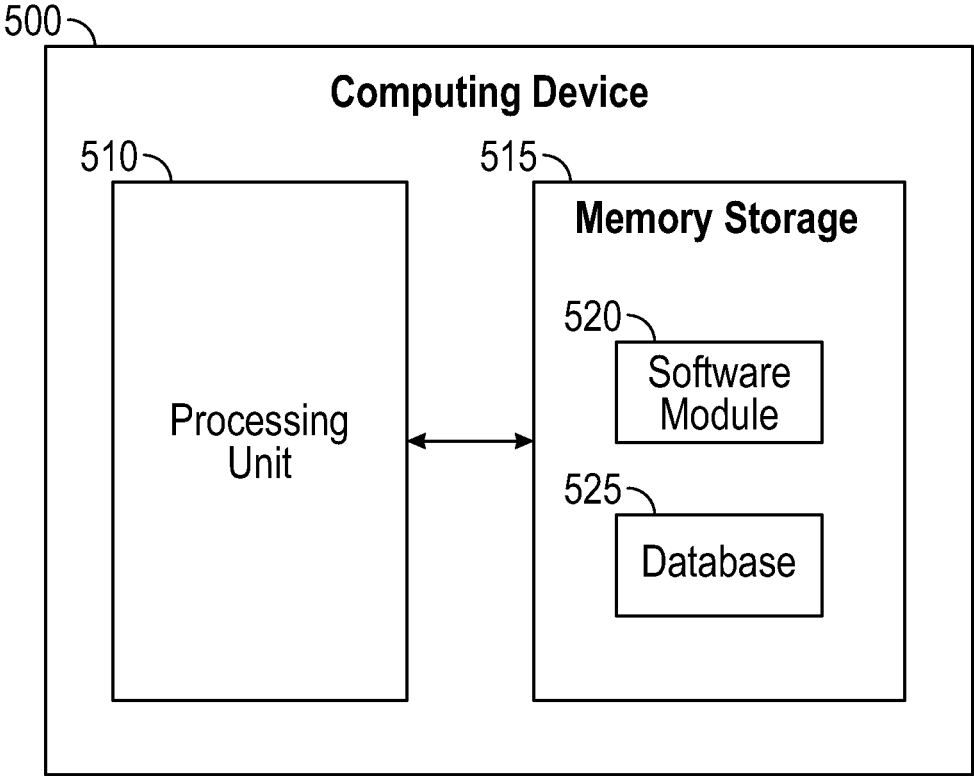 500
Computing Device
510
515
Memory Storage
520
Software
Module
Processing
Unit
525
Database